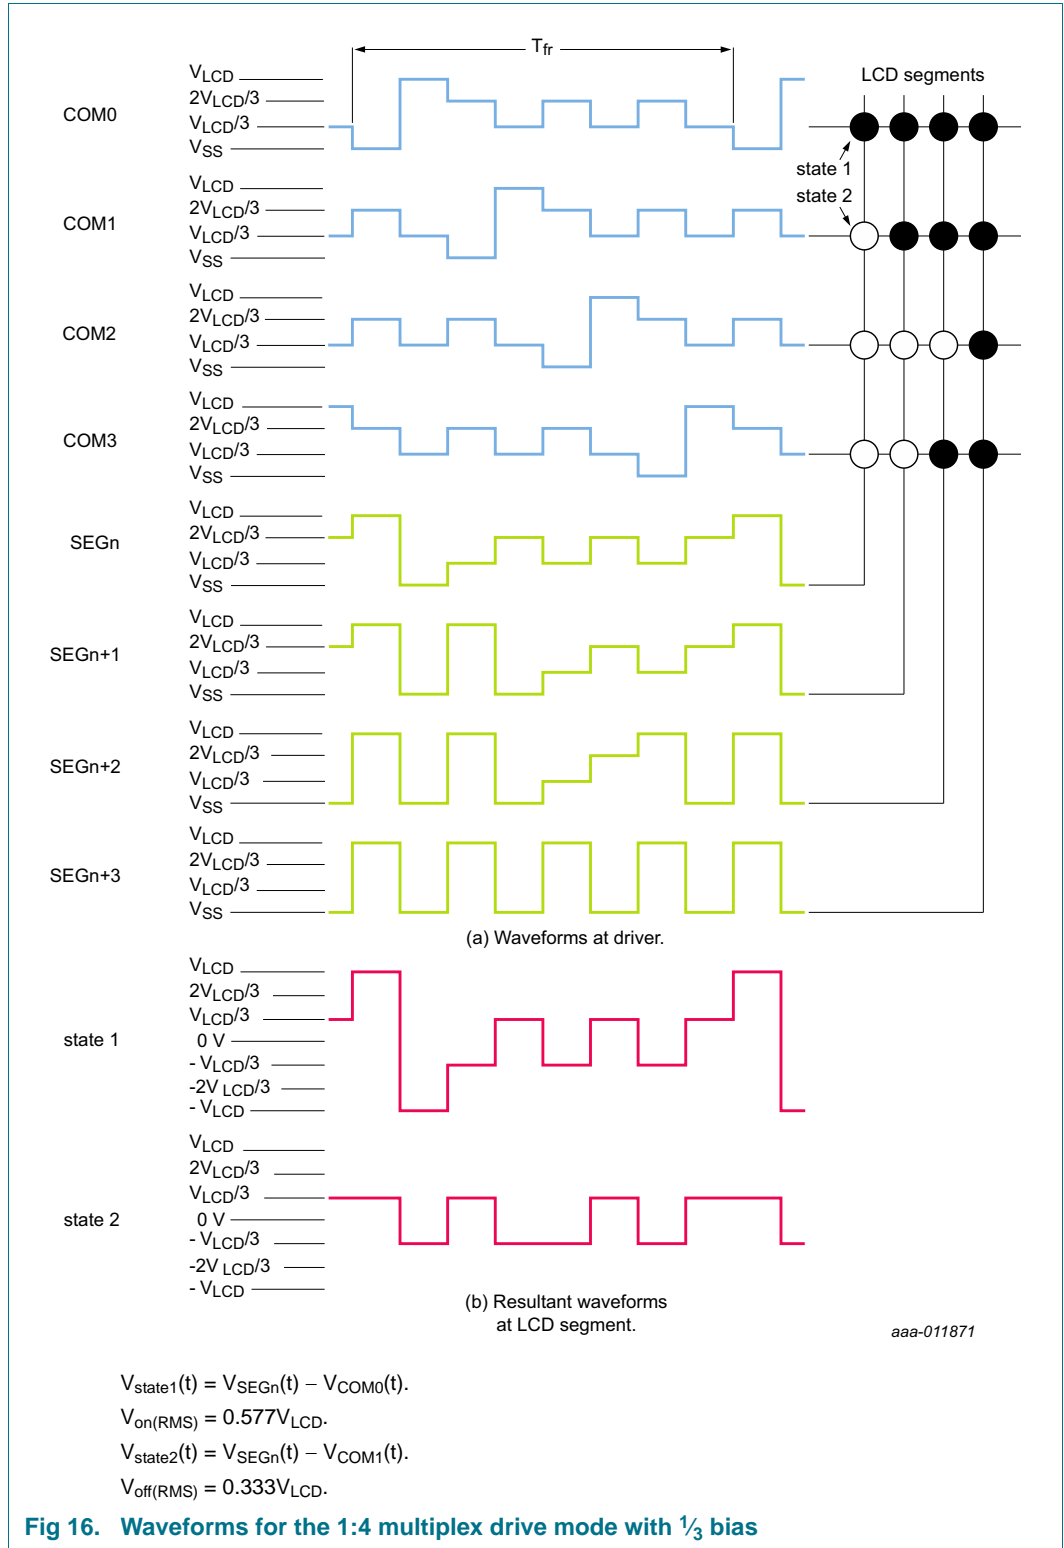 Tfr
LCD segments
COM0
VLCD
2VLCD/3
VLCD/3
VSS
state 1
state 2
COM1
VLCD
2VLCD/3
VLCD/3
VSS
COM2
VLCD
2VLCD/3
VLCD/3
VSS
COM3
VLCD
2VLCD/3
VLCD/3
VSS
SEGn
VLCD
2VLCD/3
VLCD/3
VSS
SEGn+1
VLCD
2VLCD/3
VLCD/3
VSS
SEGn+2
VLCD
2VLCD/3
VLCD/3
VSS
SEGn+3
VLCD
2VLCD/3
VLCD/3
VSS
(a) Waveforms at driver.
state 1
VLCD
2VLCD/3
VLCD/3
0 V
- VLCD/3
-2V LCD/3
- VLCD
state 2
VLCD
2VLCD/3
VLCD/3
0 V
- VLCD/3
-2V LCD/3
- VLCD
(b) Resultant waveforms
at LCD segment.
aaa-011871
Vstate1(t) = VSEGn(t) − VCOM0(t).
Von(RMS) = 0.577VLCD.
Vstate2(t) = VSEGn(t) − VCOM1(t).
Voff(RMS) = 0.333VLCD.
Fig 16. Waveforms for the 1:4 multiplex drive mode with 1⁄3 bias